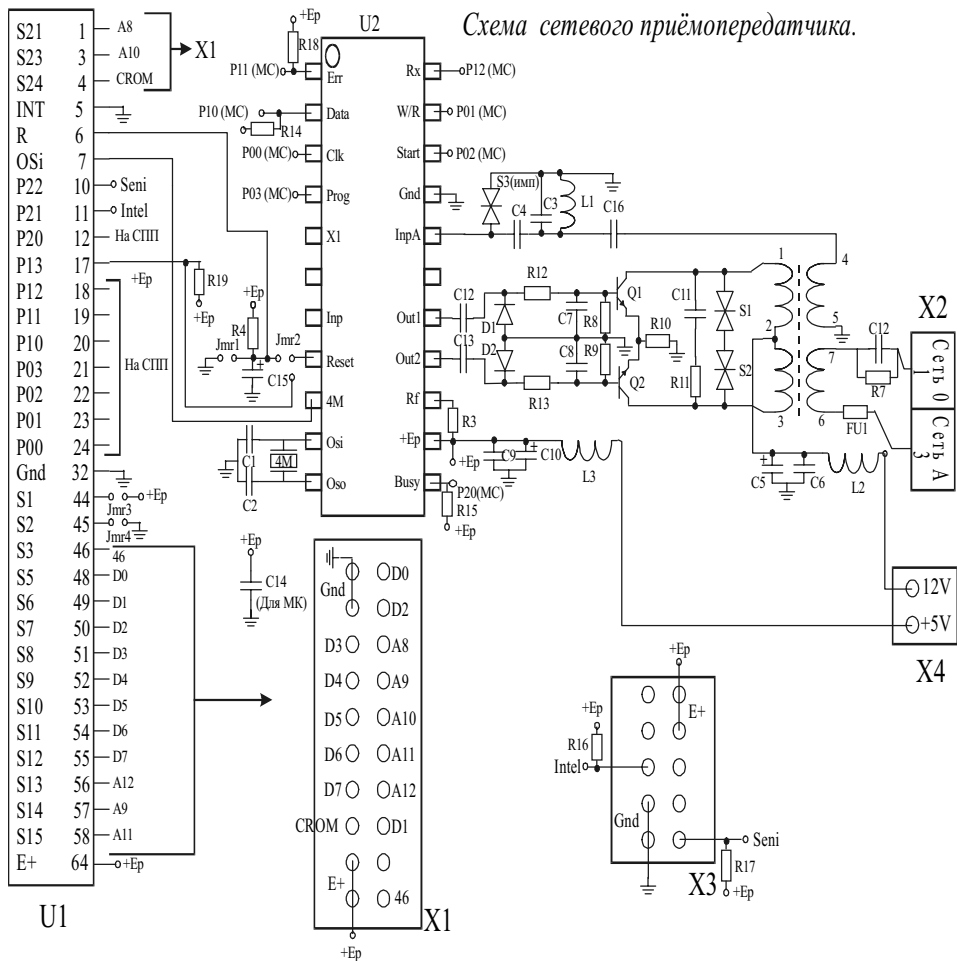 Схема сетевого приёмопередатчика.
S21 1 A8
S23 3 A10
S24 4 CROM
X1
INT 5
R 6
OSi 7
P22 10 Seni
P21 11 Intel
P20 12 На СПП
P13 17
P12 18
P11 19
P10 20
P03 21
P02 22
P01 23
P00 24
На СПП
Gnd 32
S1 44 +Ep
Jmr3
S2 45
Jmr4
S3 46 46
S5 48 D0
S6 49 D1
S7 50 D2
S8 51 D3
S9 52 D4
S10 53 D5
S11 54 D6
S12 55 D7
S13 56 A12
S14 57 A9
S15 58 A11
E+ 64 +Ep
U1
+Ep
R19
+Ep
+Ep
R4
Jmr1
Jmr2
C15
+Ep
R18
P11 (MC)
P10 (MC)
R14
P00 (MC)
P03 (MC)
C1
4M
C2
U2
Err
Data
Clk
Prog
X1
Inp
Reset
4M
Osi
Oso
Rx
W/R
Start
Gnd
InpA
Out1
Out2
Rf
+Ep
Busy
P12 (MC)
P01 (MC)
P02 (MC)
S3(имп)
C4
C3
L1
C16
C12
C13
D1
D2
R12
R13
C7
C8
R8
R9
Q1
Q2
R10
C11
R11
S1
S2
1
2
3
4
5
7
6
C12
R7
FU1
X2
Сеть 0
1
Сеть A
3
R3
+Ep
C9
C10
L3
P20(MC)
R15
+Ep
C5
C6
L2
12V
+5V
X4
+Ep
C14
(Для МК)
Gnd
D0
D2
D3 A8
D4 A9
D5 A10
D6 A11
D7 A12
CROM D1
E+
46
+Ep
X1
+Ep
E+
+Ep
R16
Intel
Gnd
Seni
R17
+Ep
X3